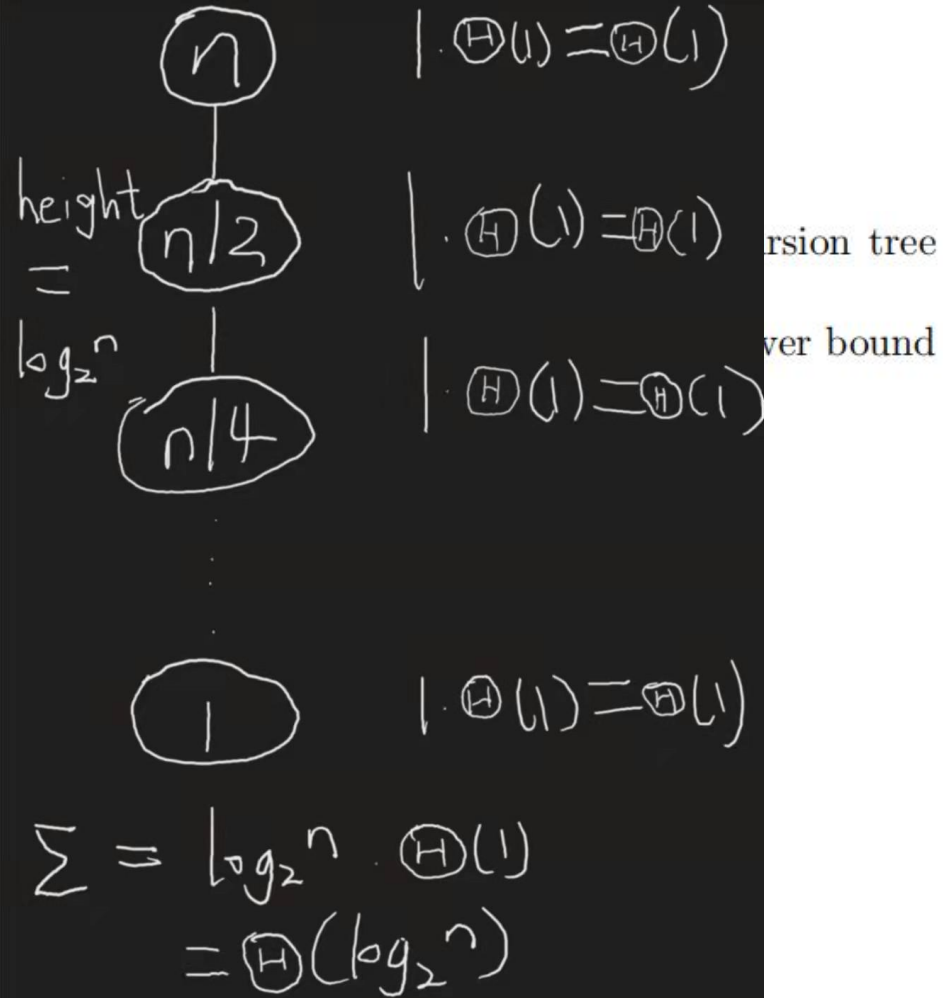 n 1 · Θ(1) = Θ(1)
height
n/2 1 · Θ(1) = Θ(1)
rsion tree
=
log₂ⁿ
ver bound
n/4 1 · Θ(1) = Θ(1)
1 1 · Θ(1) = Θ(1)
Σ = log₂ⁿ · Θ(1)
= Θ(log₂ⁿ)